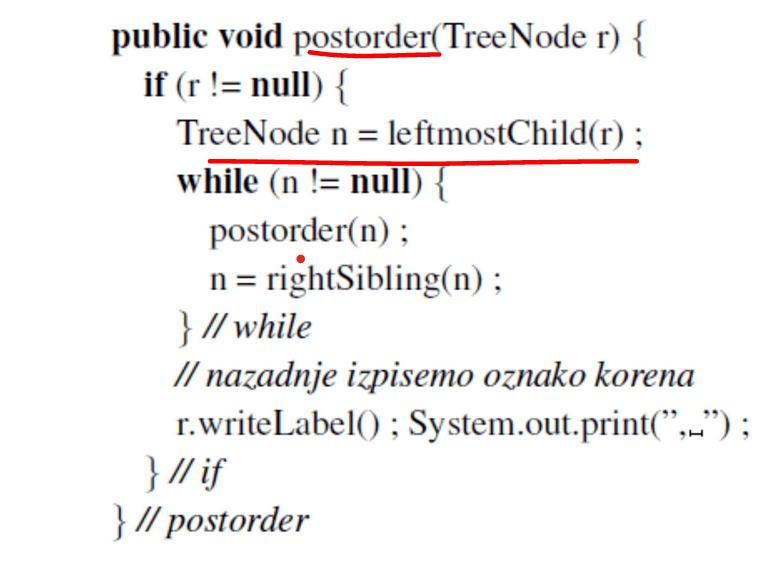 public void postorder(TreeNode r) {
if (r != null) {
TreeNode n = leftmostChild(r) ;
while (n != null) {
postorder(n) ;
n = rightSibling(n) ;
} // while
// nazadnje izpisemo oznako korena
r.writeLabel() ; System.out.print(”,␣”) ;
} // if
} // postorder